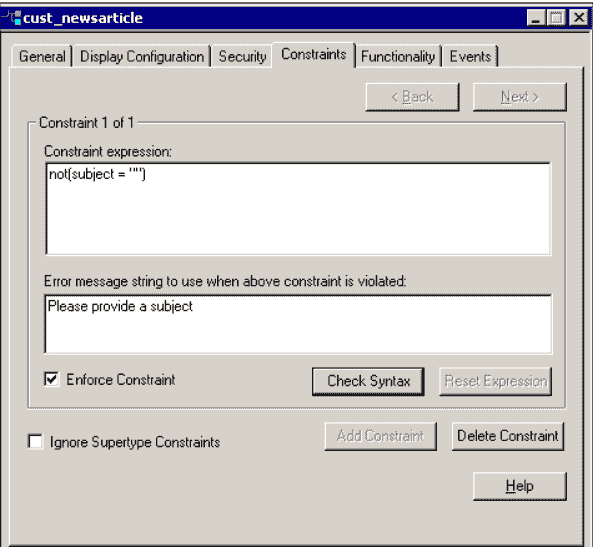 cust_newsarticle
General Display Configuration Security Constraints Functionality Events
< Back Next >
Constraint 1 of 1
Constraint expression:
not(subject = '"')
Error message string to use when above constraint is violated:
Please provide a subject
Enforce Constraint Check Syntax Reset Expression
Ignore Supertype Constraints Add Constraint Delete Constraint
Help